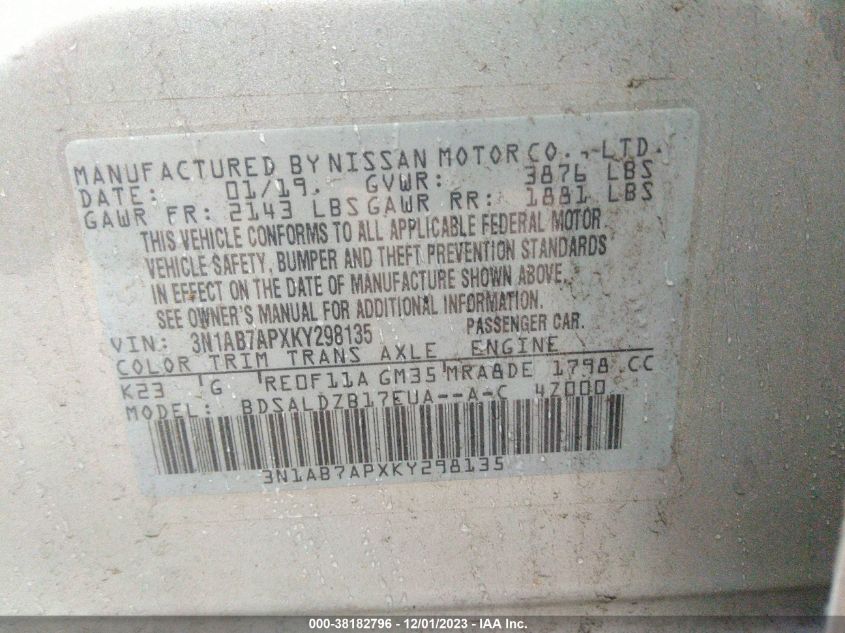 MANUFACTURED BY NISSAN MOTOR CO., LTD.
DATE: 01/19. GVWR: 3876 LBS
GAWR FR: 2143 LBS GAWR RR: 1881 LBS
THIS VEHICLE CONFORMS TO ALL APPLICABLE FEDERAL MOTOR
VEHICLE SAFETY, BUMPER AND THEFT PREVENTION STANDARDS
IN EFFECT ON THE DATE OF MANUFACTURE SHOWN ABOVE.
SEE OWNER'S MANUAL FOR ADDITIONAL INFORMATION.
VIN: 3N1AB7APXKY298135 PASSENGER CAR.
COLOR TRIM TRANS AXLE ENGINE
K23 G RE0F11A GM35 MRA8DE 1798 CC
MODEL: BDSALDZB17EUA--A-C 4Z000
3N1AB7APXKY298135
000-38182796 - 12/01/2023 - IAA Inc.